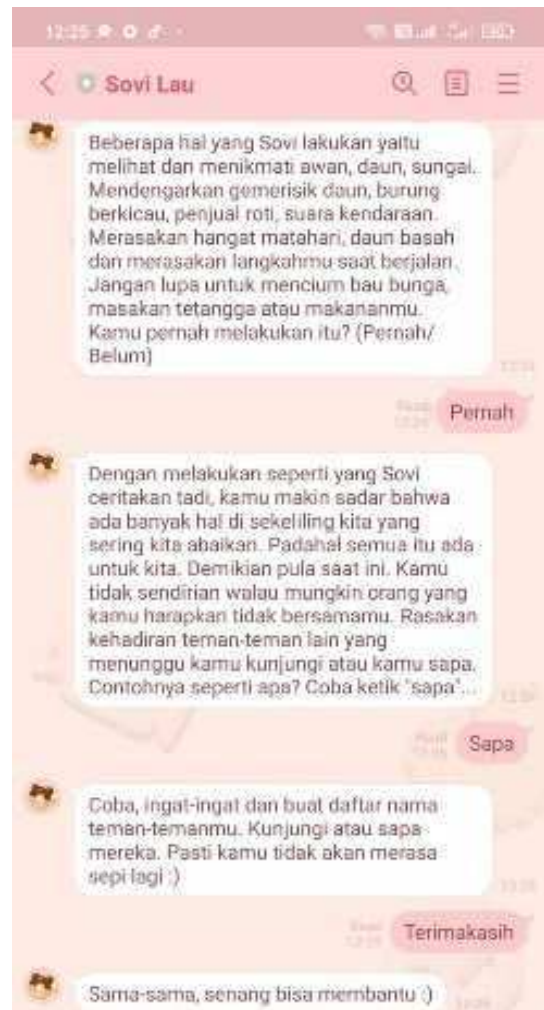 12:25
Sovi Lau
Beberapa hal yang Sovi lakukan yaitu
melihat dan menikmati awan, daun, sungai.
Mendengarkan gemerisik daun, burung
berkicau, penjual roti, suara kendaraan.
Merasakan hangat matahari, daun basah
dan merasakan langkahmu saat berjalan.
Jangan lupa untuk mencium bau bunga,
masakan tetangga atau makananmu.
Kamu pernah melakukan itu? (Pernah/
Belum)
Pernah
Dengan melakukan seperti yang Sovi
ceritakan tadi, kamu makin sadar bahwa
ada banyak hal di sekeliling kita yang
sering kita abaikan. Padahal semua itu ada
untuk kita. Demikian pula saat ini. Kamu
tidak sendirian walau mungkin orang yang
kamu harapkan tidak bersamamu. Rasakan
kehadiran teman-teman lain yang
menunggu kamu kunjungi atau kamu sapa.
Contohnya seperti apa? Coba ketik "sapa"...
Sapa
Coba, ingat-ingat dan buat daftar nama
teman-temanmu. Kunjungi atau sapa
mereka. Pasti kamu tidak akan merasa
sepi lagi :)
Terimakasih
Sama-sama, senang bisa membantu :)